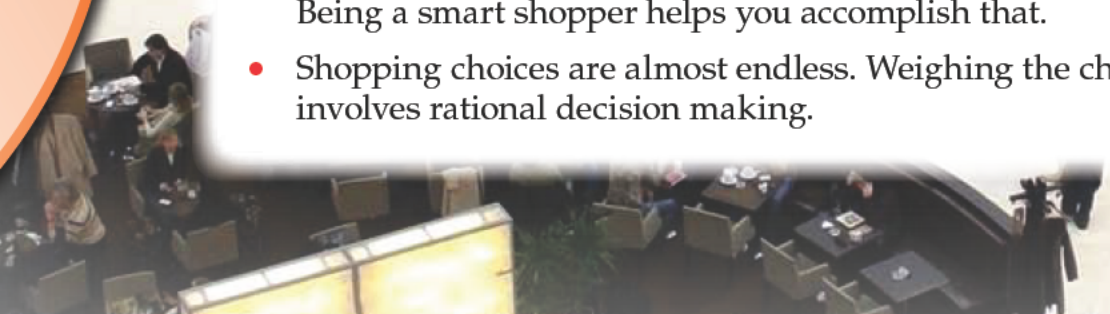 Being a smart shopper helps you accomplish that.
• Shopping choices are almost endless. Weighing the ch
involves rational decision making.